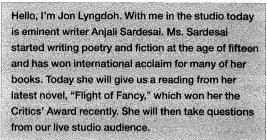 Hello, I'm Jon Lyngdoh. With me in the studio today
is eminent writer Anjali Sardesai. Ms. Sardesai
started writing poetry and fiction at the age of fifteen
and has won international acclaim for many of her
books. Today she will give us a reading from her
latest novel, "Flight of Fancy," which won her the
Critics' Award recently. She will then take questions
from our live studio audience.